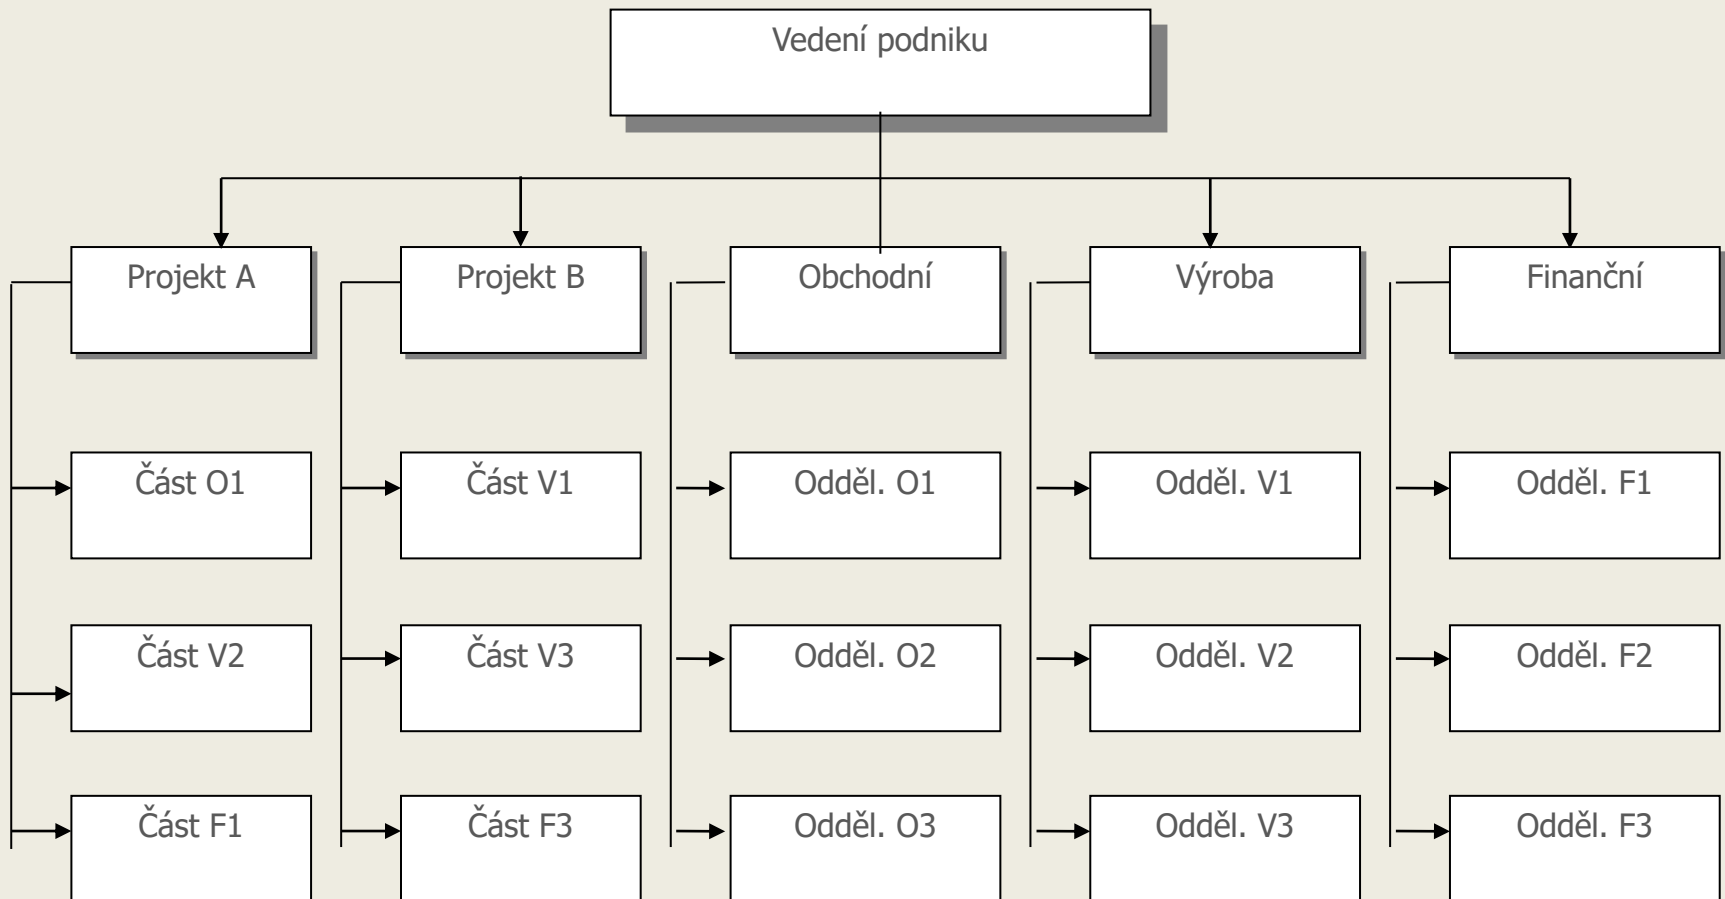 Vedení podniku
Projekt A
Projekt B
Obchodní
Výroba
Finanční
Část O1
Část V1
Odděl. O1
Odděl. V1
Odděl. F1
Část V2
Část V3
Odděl. O2
Odděl. V2
Odděl. F2
Část F1
Část F3
Odděl. O3
Odděl. V3
Odděl. F3